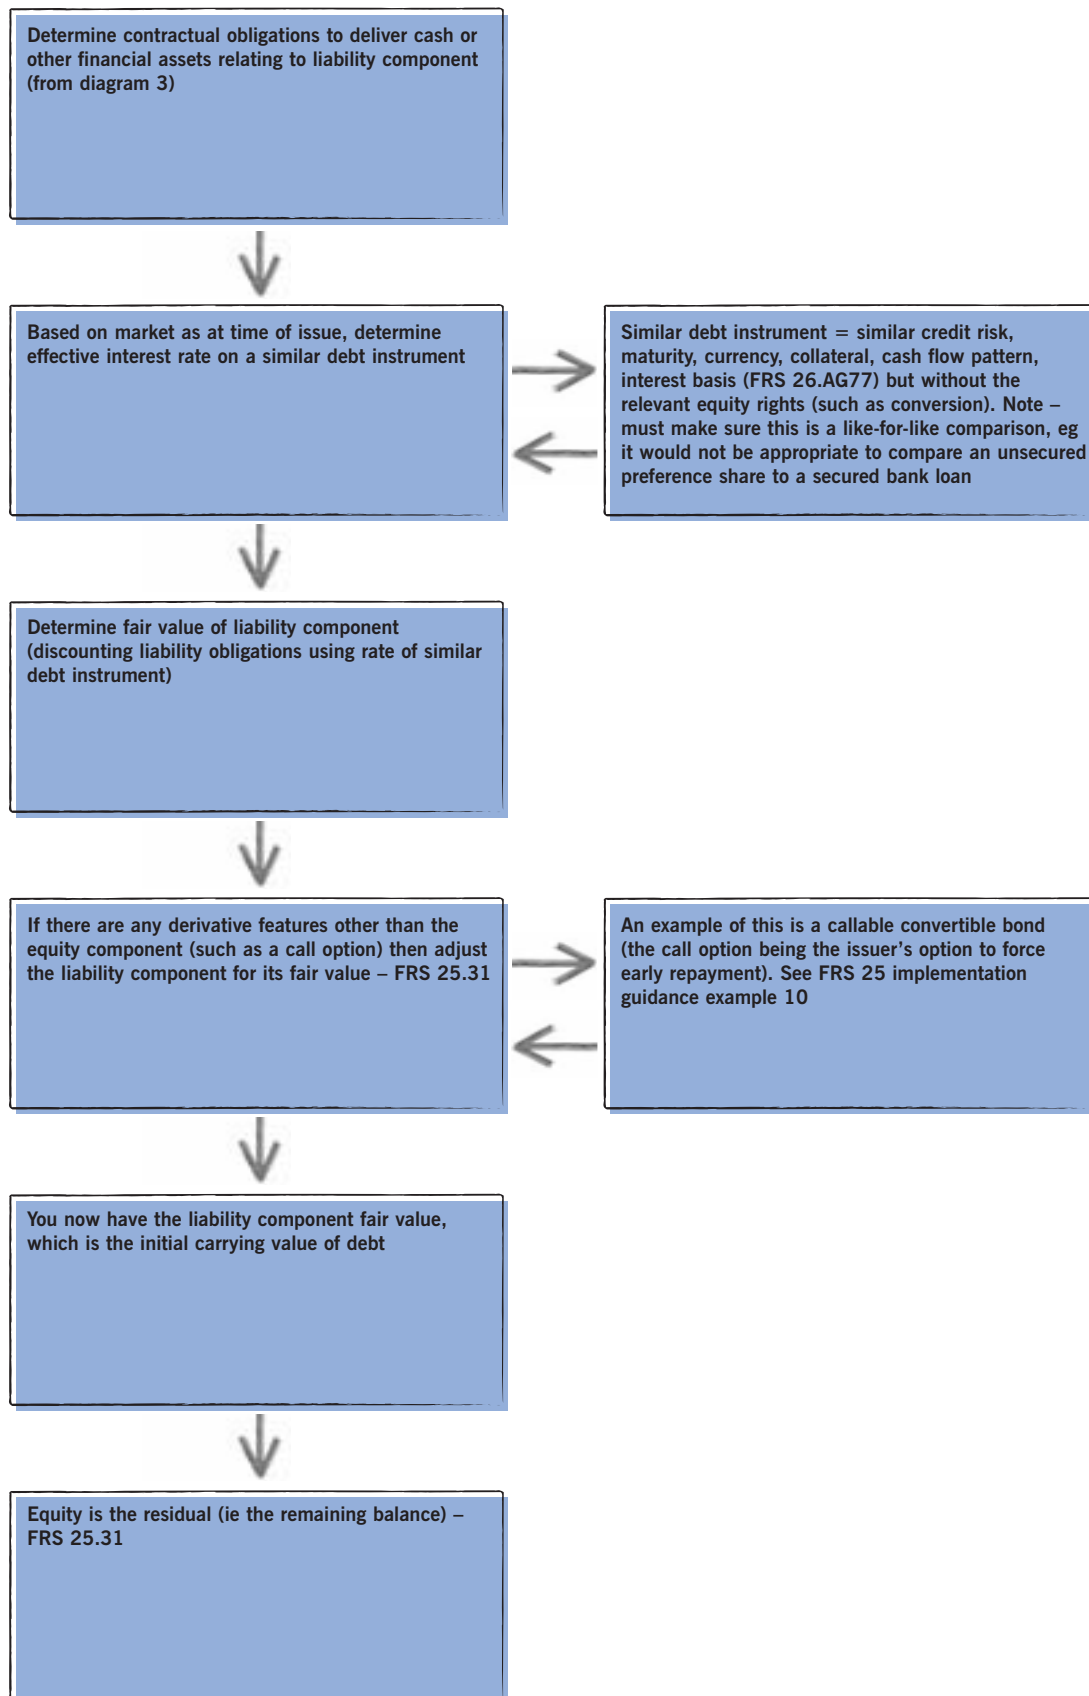 Determine contractual obligations to deliver cash or
other financial assets relating to liability component
(from diagram 3)
Based on market as at time of issue, determine
effective interest rate on a similar debt instrument
Similar debt instrument = similar credit risk,
maturity, currency, collateral, cash flow pattern,
interest basis (FRS 26.AG77) but without the
relevant equity rights (such as conversion). Note –
must make sure this is a like-for-like comparison, eg
it would not be appropriate to compare an unsecured
preference share to a secured bank loan
Determine fair value of liability component
(discounting liability obligations using rate of similar
debt instrument)
If there are any derivative features other than the
equity component (such as a call option) then adjust
the liability component for its fair value – FRS 25.31
An example of this is a callable convertible bond
(the call option being the issuer’s option to force
early repayment). See FRS 25 implementation
guidance example 10
You now have the liability component fair value,
which is the initial carrying value of debt
Equity is the residual (ie the remaining balance) –
FRS 25.31